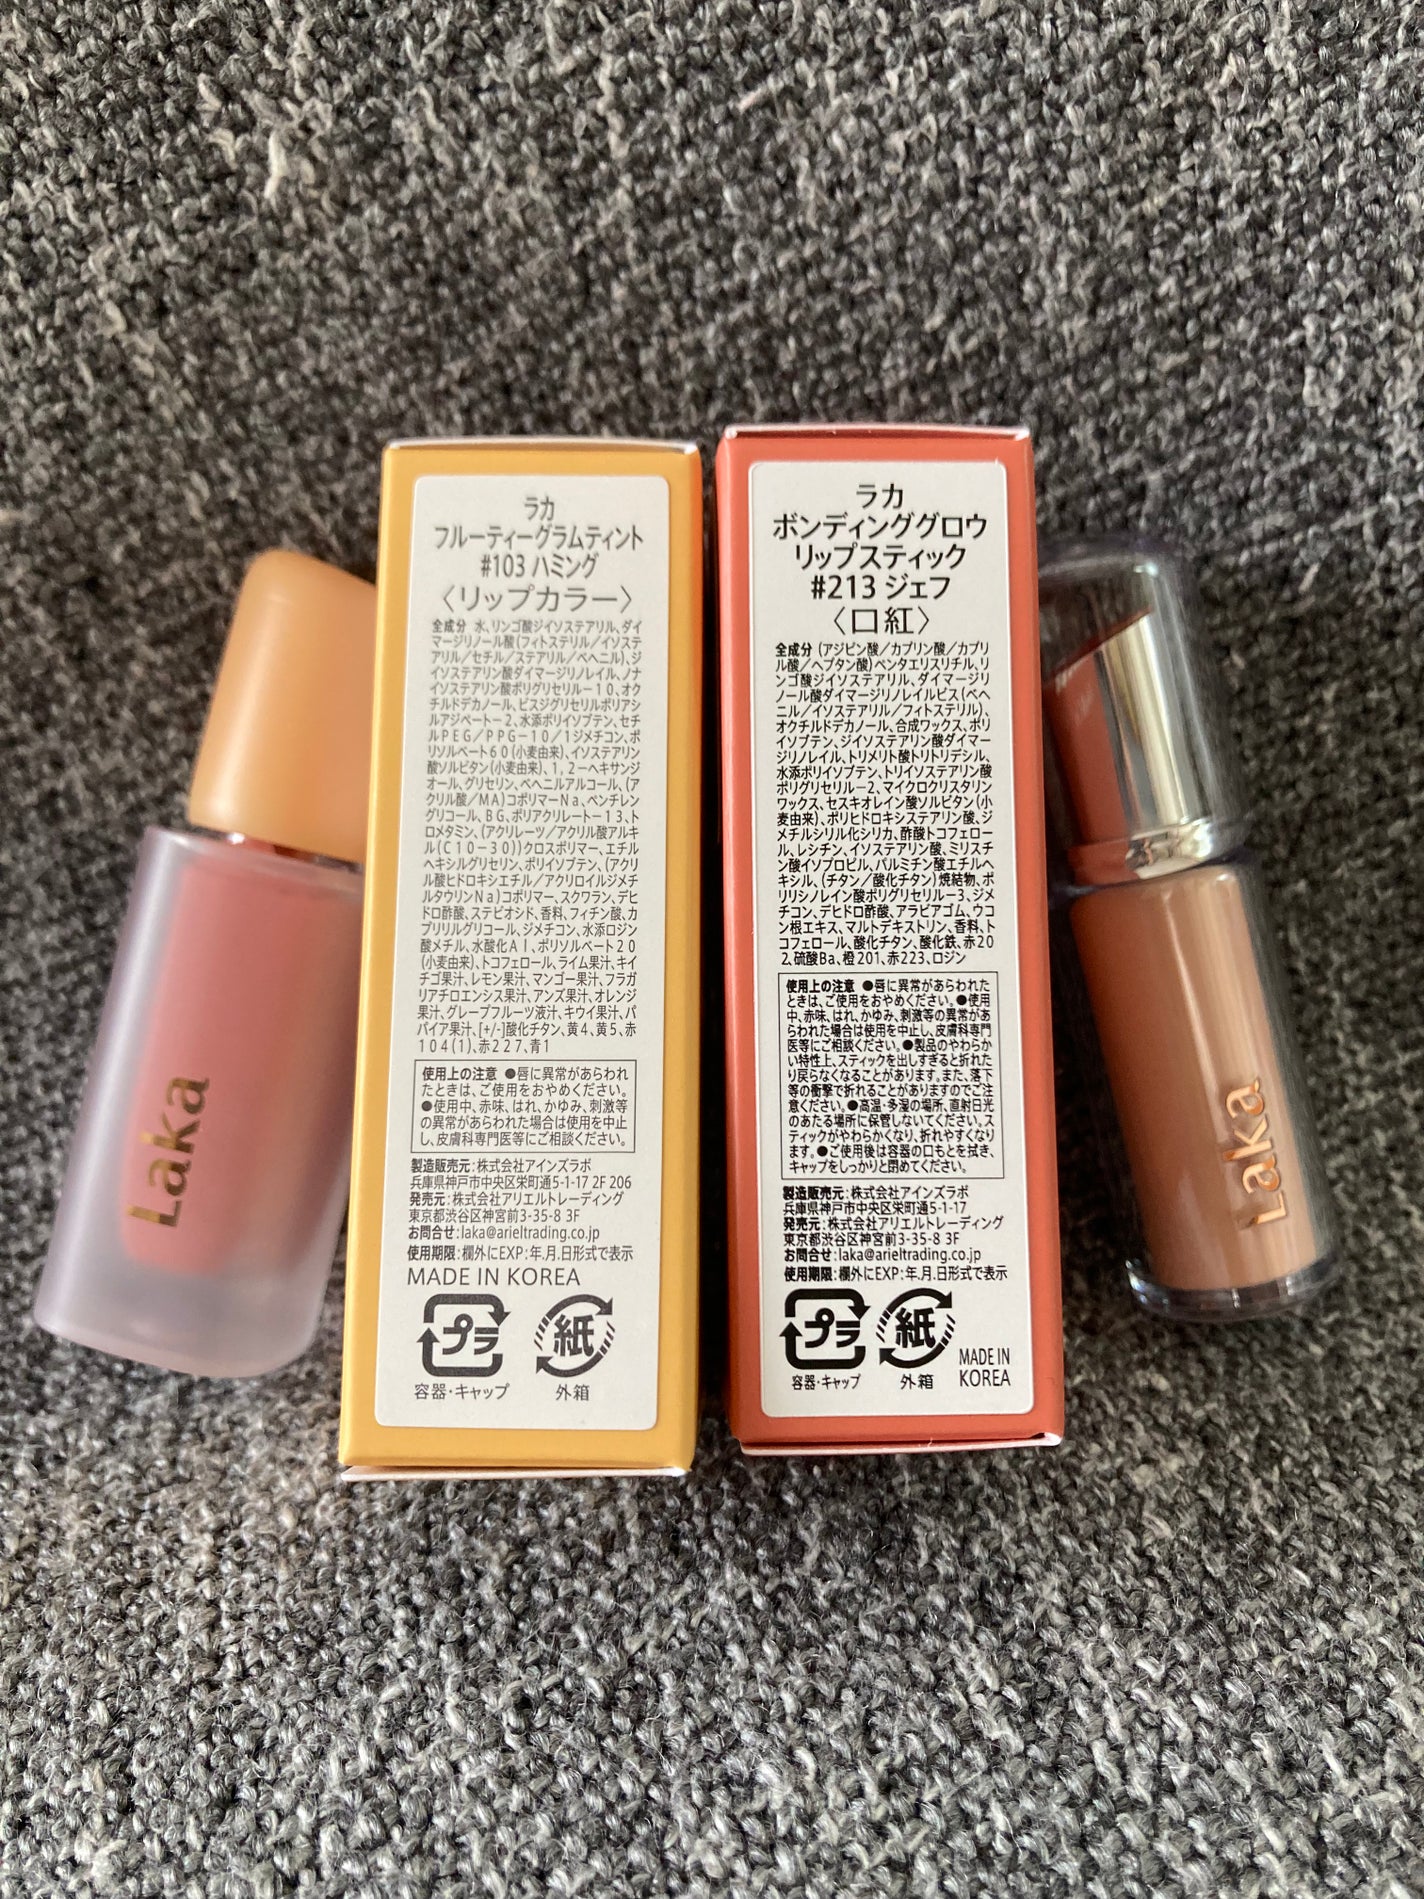 Laka
ラカ
フルーティーグラムティント
#103 ハミング
〈リップカラー〉
全成分 水、リンゴ酸ジイソステアリル、ダイ
マージリノール酸(フィトステリル/イソステ
アリル/セチル/ステアリル/ベヘニル)、ジ
イソステアリン酸ダイマージリノレイル、ノナ
イソステアリン酸ポリグリセリル－10、オク
チルドデカノール、ビスジグリセリルポリアシ
ルアジペート－2、水添ポリイソブテン、セチ
ルPEG/PPG－10/1ジメチコン、ポ
リソルベート60(小麦由来)、イソステアリン
酸ソルビタン(小麦由来)、1,2－ヘキサンジ
オール、グリセリン、ベヘニルアルコール、(ア
クリル酸/MA)コポリマーNa、ペンチレン
グリコール、BG、ポリアクリレート－13、ト
ロメタミン、(アクリレーツ/アクリル酸アルキ
ル(C10－30))クロスポリマー、エチル
ヘキシルグリセリン、ポリイソブテン、(アクリ
ル酸ヒドロキシエチル/アクリロイルジメチ
ルタウリンNa)コポリマー、スクワラン、デヒ
ドロ酢酸、ステビオシド、香料、フィチン酸、カ
プリリルグリコール、ジメチコン、水添ロジン
酸メチル、水酸化Al、ポリソルベート20
(小麦由来)、トコフェロール、ライム果汁、キイ
チゴ果汁、レモン果汁、マンゴー果汁、フラガ
リアチロエンシス果汁、アンズ果汁、オレンジ
果汁、グレープフルーツ液汁、キウイ果汁、パ
パイア果汁、[+/-]酸化チタン、黄4、黄5、赤
104(1)、赤227、青1
使用上の注意 ●唇に異常があらわれ
たときは、ご使用をおやめください。
●使用中、赤味、はれ、かゆみ、刺激等
の異常があらわれた場合は使用を中止
し、皮膚科専門医等にご相談ください。
製造販売元:株式会社アインズラボ
兵庫県神戸市中央区栄町通5-1-17 2F 206
発売元:株式会社アリエルトレーディング
東京都渋谷区神宮前3-35-8 3F
お問合せ:laka@arieltrading.co.jp
使用期限:欄外にEXP:年.月.日形式で表示
MADE IN KOREA
プラ 紙
容器・キャップ 外箱
ラカ
ボンディンググロウ
リップスティック
#213 ジェフ
〈口紅〉
全成分 (アジピン酸/カプリン酸/カプリ
ル酸/ヘプタン酸)ペンタエリスリチル、リ
ンゴ酸ジイソステアリル、ダイマージリ
ノール酸ダイマージリノレイルビス(ベヘ
ニル/イソステアリル/フィトステリル)、
オクチルドデカノール、合成ワックス、ポリ
イソブテン、ジイソステアリン酸ダイマー
ジリノレイル、トリメリト酸トリトリデシル、
水添ポリイソブテン、トリイソステアリン酸
ポリグリセリル－2、マイクロクリスタリン
ワックス、セスキオレイン酸ソルビタン(小
麦由来)、ポリヒドロキシステアリン酸、ジ
メチルシリル化シリカ、酢酸トコフェロー
ル、レシチン、イソステアリン酸、ミリスチ
ン酸イソプロピル、パルミチン酸エチルヘ
キシル、(チタン/酸化チタン)焼結物、ポ
リリシノレイン酸ポリグリセリル－3、ジメ
チコン、デヒドロ酢酸、アラビアゴム、ウコ
ン根エキス、マルトデキストリン、香料、ト
コフェロール、酸化チタン、酸化鉄、赤20
2、硫酸Ba、橙201、赤223、ロジン
使用上の注意 ●唇に異常があらわれた
ときは、ご使用をおやめください。●使用
中、赤味、はれ、かゆみ、刺激等の異常があ
らわれた場合は使用を中止し、皮膚科専門
医等にご相談ください。●製品のやわらか
い特性上、スティックを出しすぎると折れた
り戻らなくなることがあります。また、落下
等の衝撃で折れることがありますのでご注
意ください。●高温・多湿の場所、直射日光
のあたる場所に保管しないてください。ス
ティックがやわらかくなり、折れやすくなり
ます。●ご使用後は容器の口もとを拭き、
キャップをしっかりと閉めてください。
製造販売元:株式会社アインズラボ
兵庫県神戸市中央区栄町通5-1-17
発売元:株式会社アリエルトレーディング
東京都渋谷区神宮前3-35-8 3F
お問合せ:laka@arieltrading.co.jp
使用期限:欄外にEXP:年.月.日形式で表示
プラ 紙
容器・キャップ 外箱
MADE IN
KOREA
Laka